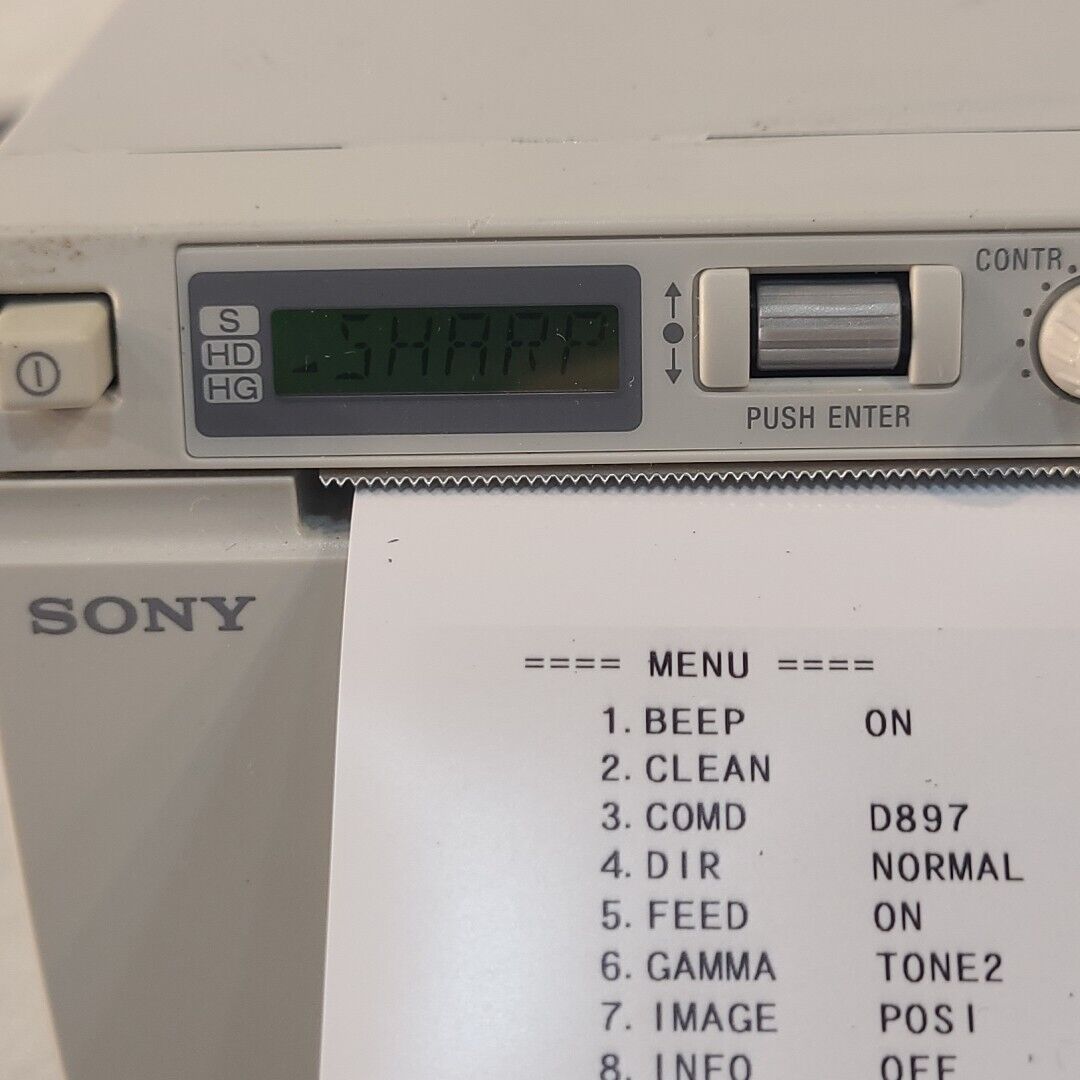 CONTR
S
HD
HG
SHARP
PUSH ENTER
SONY
==== MENU ====
1. BEEP ON
2. CLEAN
3. COMD D897
4. DIR NORMAL
5. FEED ON
6. GAMMA TONE2
7. IMAGE POSI
8. INFO OFF